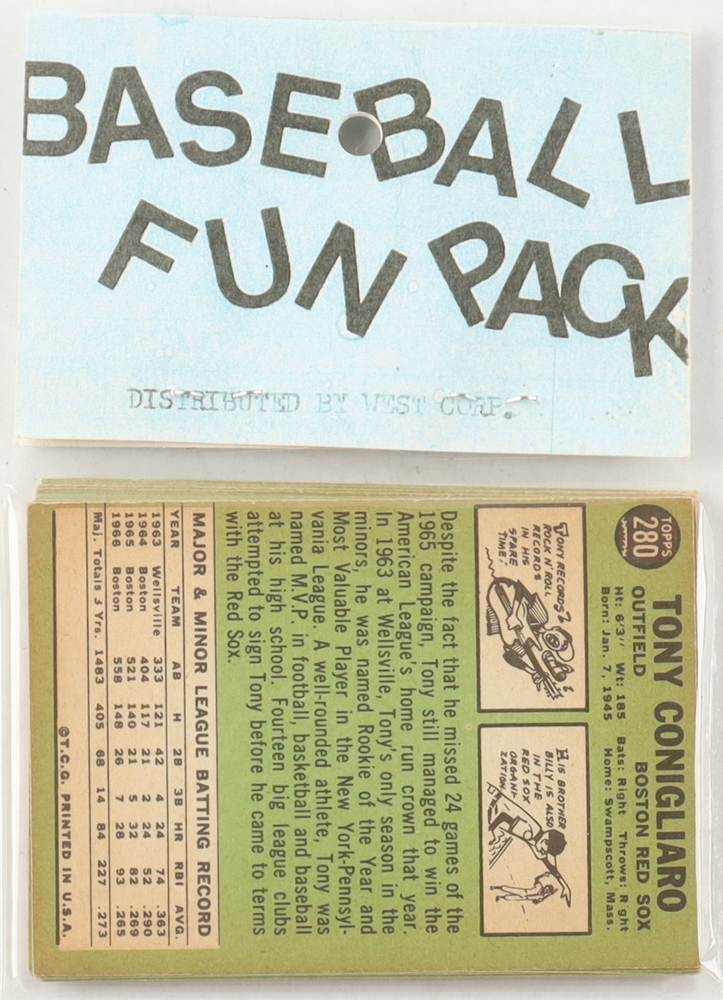 BASEBALL
FUN PACK
DISTRIBUTED BY WEST CORP.
TOPPS
280
TONY CONIGLIARO
OUTFIELD BOSTON RED SOX
Ht: 6'3" Wt: 185 Bats: Right Throws: Right
Born: Jan. 7, 1945 Home: Swampscott, Mass.
TONY RECORDS
ROCK N' ROLL
RECORDS
IN HIS
SPARE
TIME.
HIS BROTHER
BILLY IS ALSO
IN THE
RED SOX
ORGANI-
ZATION.
Despite the fact that he missed 24 games of the
1965 campaign, Tony still managed to win the
American League's home run crown that year.
In 1963 at Wellsville, Tony's only season in the
minors, he was named Rookie of the Year and
Most Valuable Player in the New York-Pennsyl-
vania League. A well-rounded athlete, Tony was
named M.V.P. in football, basketball and baseball
at his high school. Fourteen big league clubs
attempted to sign Tony before he came to terms
with the Red Sox.
MAJOR & MINOR LEAGUE BATTING RECORD
YEAR TEAM AB H 2B 3B HR RBI AVG.
1963 Wellsville 333 121 42 4 24 74 .363
1964 Boston 404 117 21 2 24 52 .290
1965 Boston 521 140 21 5 32 82 .269
1966 Boston 558 148 26 7 28 93 .265
Maj. Totals 3 Yrs. 1483 405 68 14 84 227 .273
©T.C.G. PRINTED IN U.S.A.